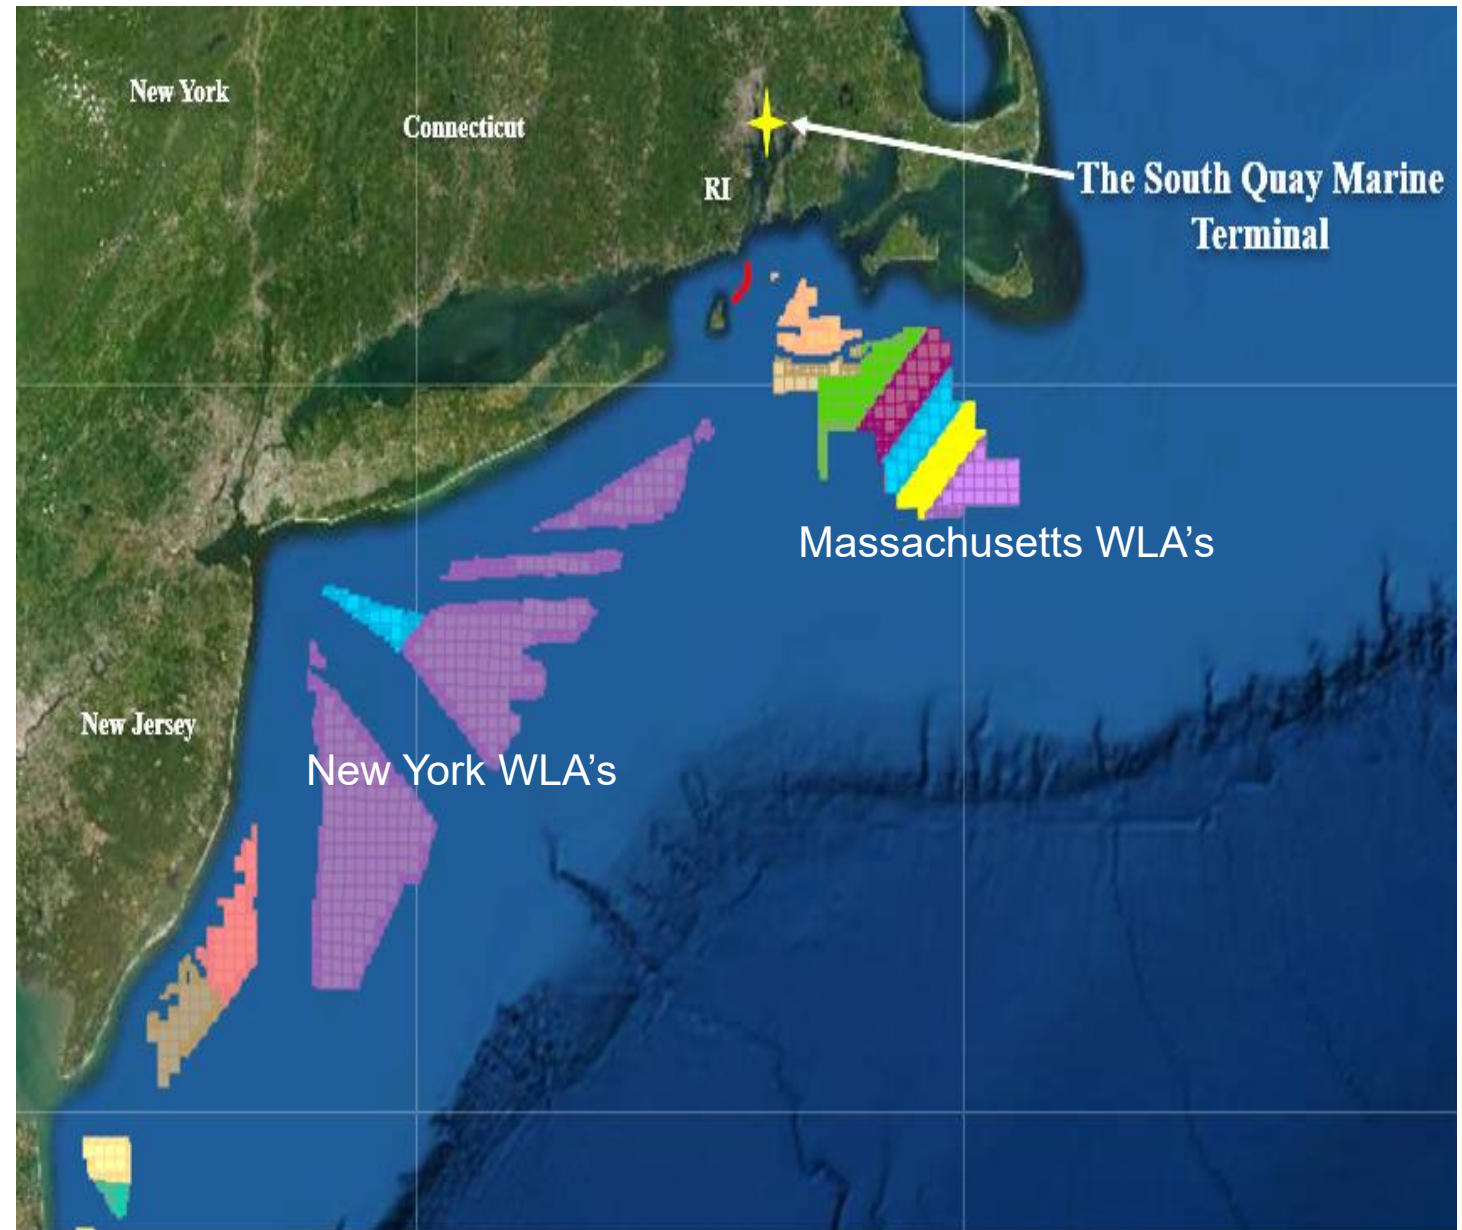 New York
Connecticut
RI
The South Quay Marine
Terminal
Massachusetts WLA’s
New Jersey
New York WLA’s